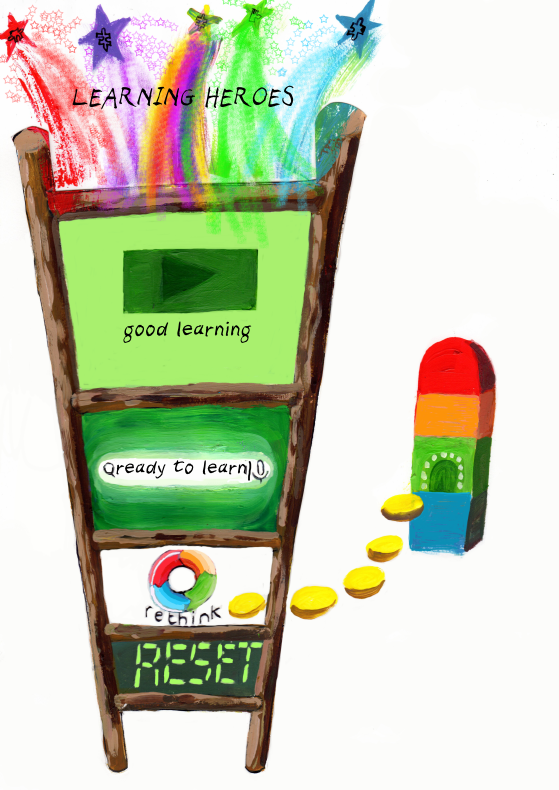 LEARNING HEROES
good learning
ready to learn
rethink
RESET